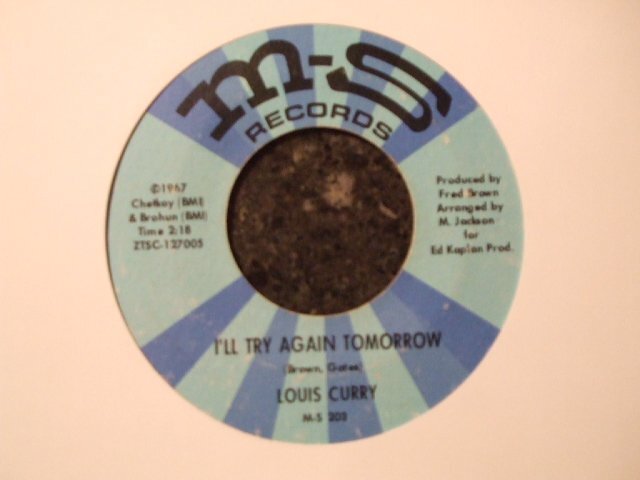 M-S
RECORDS
©1967
Chetkay (BMI)
& Brohun (BMI)
Time 2:18
ZTSC-127005
Produced by
Fred Brown
Arranged by
M. Jackson
for
Ed Kaplan Prod.
I'LL TRY AGAIN TOMORROW
(Brown, Gates)
LOUIS CURRY
M-S 203